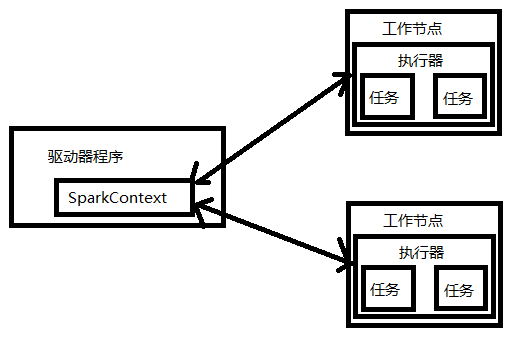 驱动器程序
SparkContext
工作节点
执行器
任务 任务
工作节点
执行器
任务 任务